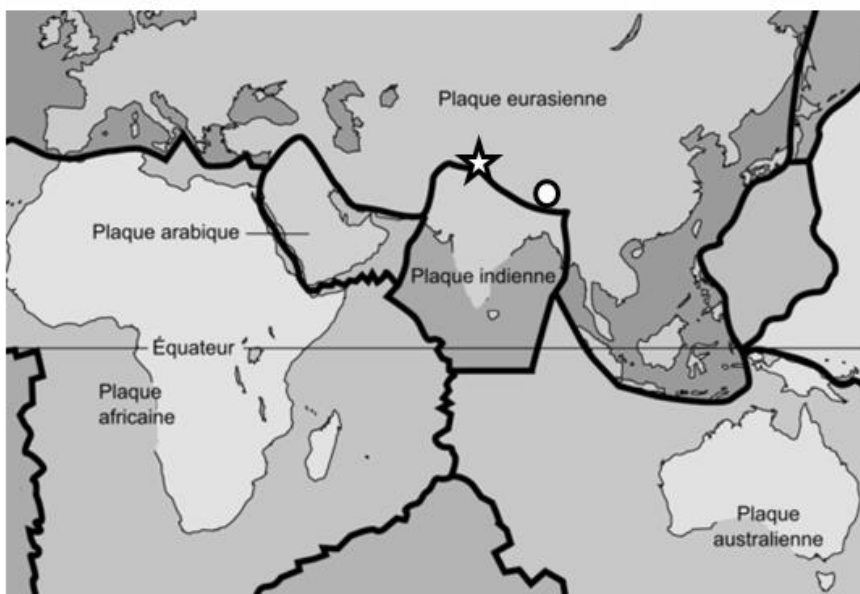 Plaque eurasienne
Plaque arabique
Plaque indienne
Équateur
Plaque
africaine
Plaque
australienne